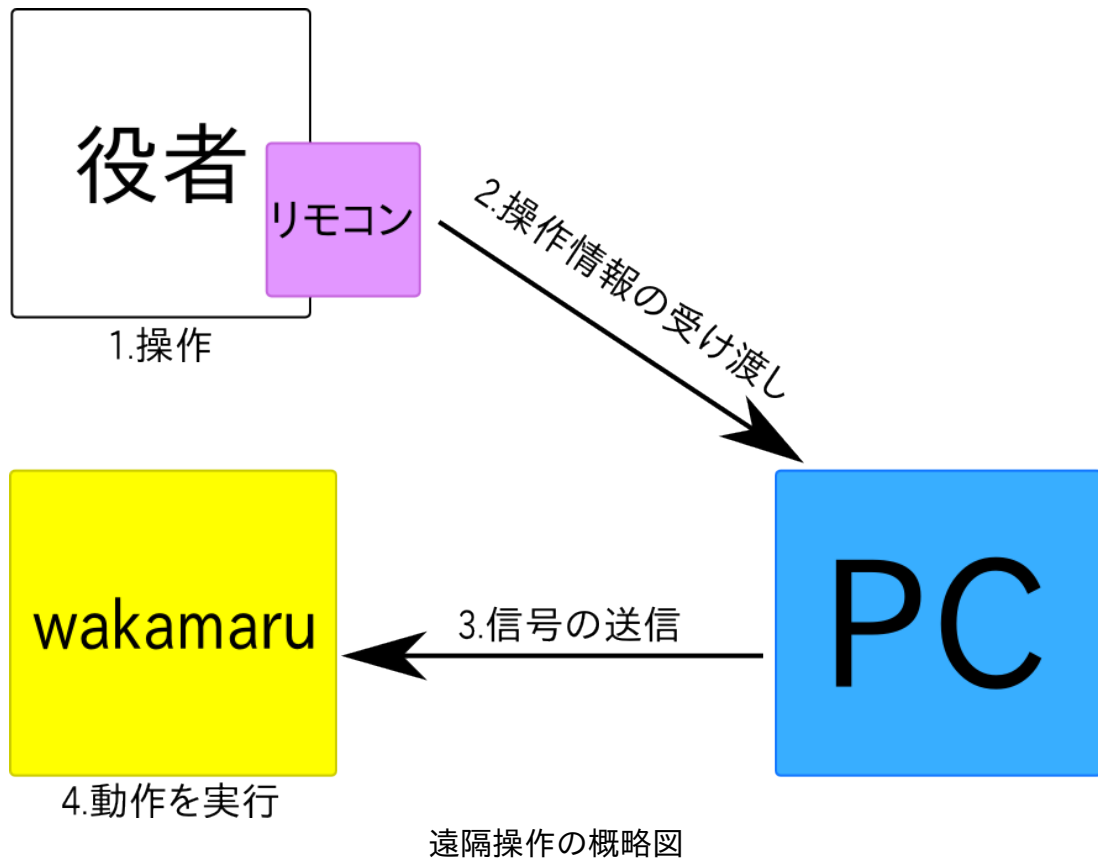 役者
リモコン
1.操作
2.操作情報の受け渡し
PC
3.信号の送信
wakamaru
4.動作を実行
遠隔操作の概略図